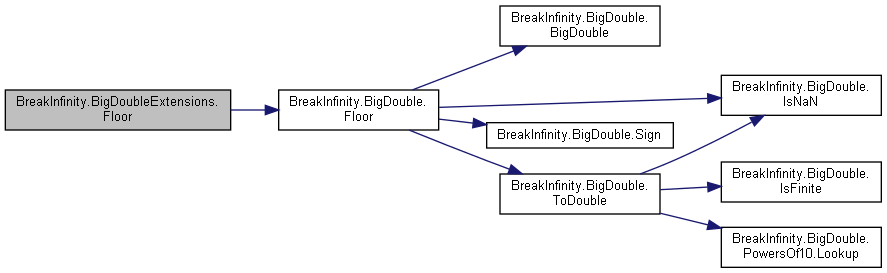 BreakInfinity.BigDoubleExtensions.
Floor
BreakInfinity.BigDouble.
Floor
BreakInfinity.BigDouble.
BigDouble
BreakInfinity.BigDouble.Sign
BreakInfinity.BigDouble.
ToDouble
BreakInfinity.BigDouble.
IsNaN
BreakInfinity.BigDouble.
IsFinite
BreakInfinity.BigDouble.
PowersOf10.Lookup